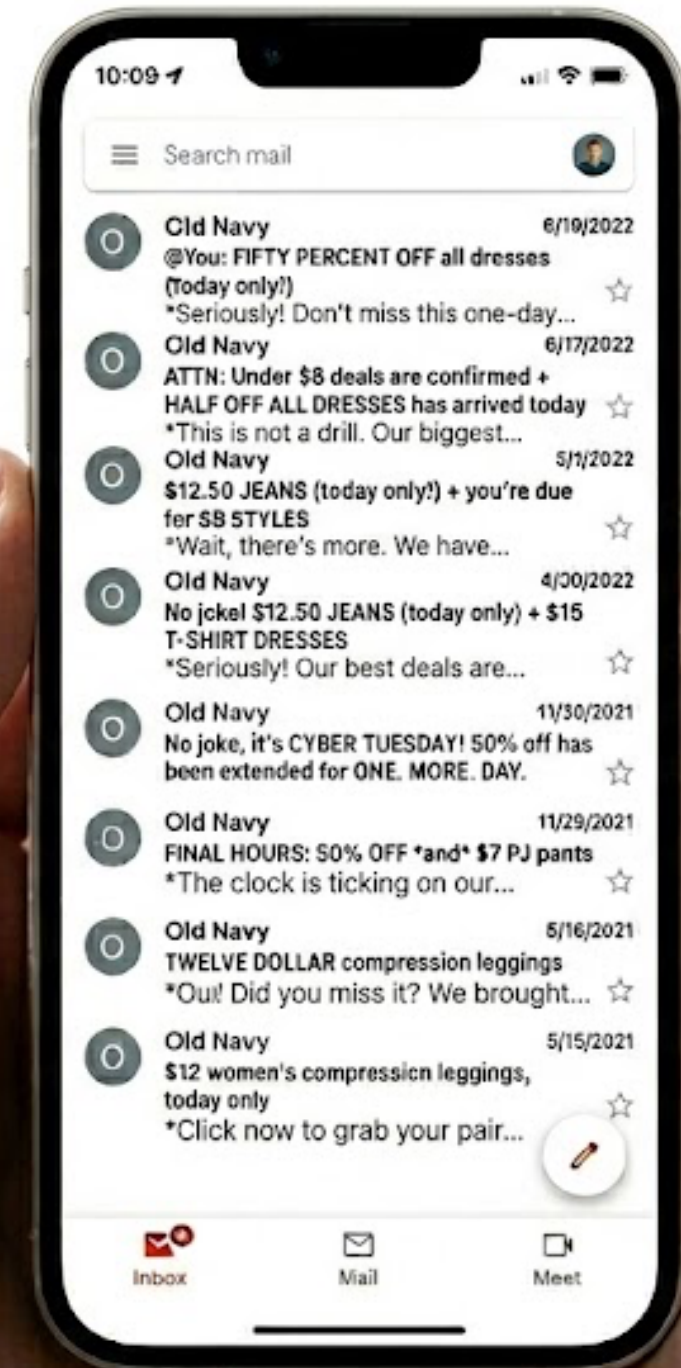 10:09
Search mail
O
Old Navy
6/19/2022
@You: FIFTY PERCENT OFF all dresses
(Today only?)
*Seriously! Don't miss this one-day...
O
Old Navy
6/17/2022
ATTN: Under $8 deals are confirmed +
HALF OFF ALL DRESSES has arrived today
*This is not a drill. Our biggest...
O
Old Navy
5/1/2022
$12.50 JEANS (today only?) + you're due
fer SB STYLES
*Wait, there's more. We have...
O
Old Navy
4/30/2022
No jckel $12.50 JEANS (today only) + $15
T-SHIRT DRESSES
*Seriously! Our best deals are...
O
Old Navy
11/30/2021
No joke, it's CYBER TUESDAY! 50% off has
been extended for ONE. MORE. DAY.
O
Old Navy
11/29/2021
FINAL HOURS: 50% OFF *and* $7 PJ pants
*The clock is ticking on our...
O
Old Navy
5/16/2021
TWELVE DOLLAR compression leggings
Did you miss it? We brought...
O
Old Navy
5/15/2021
$12 women's compression leggings,
today only
*Click now to grab your pair...
Inbox
Mail
Meet